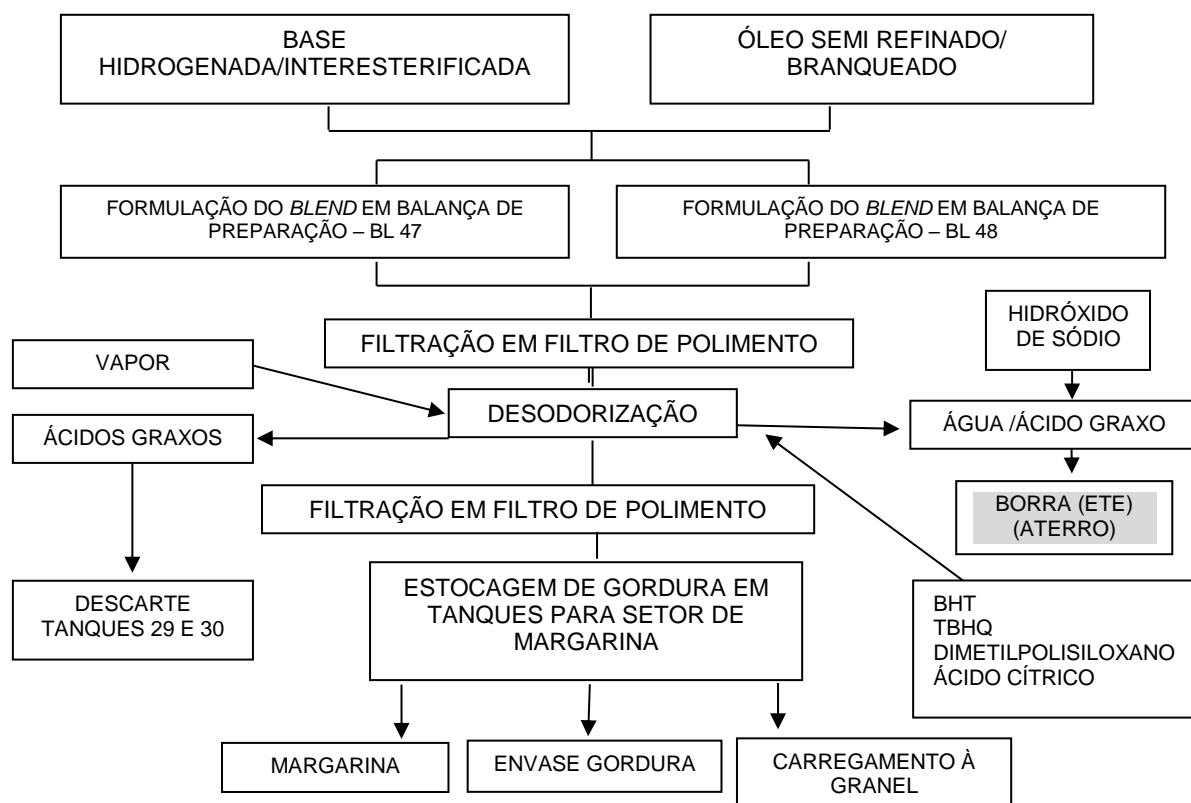 BASE
HIDROGENADA/INTERESTERIFICADA
ÓLEO SEMI REFINADO/
BRANQUEADO
FORMULAÇÃO DO BLEND EM BALANÇA DE
PREPARAÇÃO – BL 47
FORMULAÇÃO DO BLEND EM BALANÇA DE
PREPARAÇÃO – BL 48
HIDRÓXIDO
DE SÓDIO
FILTRAÇÃO EM FILTRO DE POLIMENTO
VAPOR
DESODORIZAÇÃO
ÁCIDOS GRAXOS
ÁGUA /ÁCIDO GRAXO
FILTRAÇÃO EM FILTRO DE POLIMENTO
BORRA (ETE)
(ATERRO)
DESCARTE
TANQUES 29 E 30
ESTOCAGEM DE GORDURA EM
TANQUES PARA SETOR DE
MARGARINA
BHT
TBHQ
DIMETILPOLISILOXANO
ÁCIDO CÍTRICO
MARGARINA
ENVASE GORDURA
CARREGAMENTO À
GRANEL